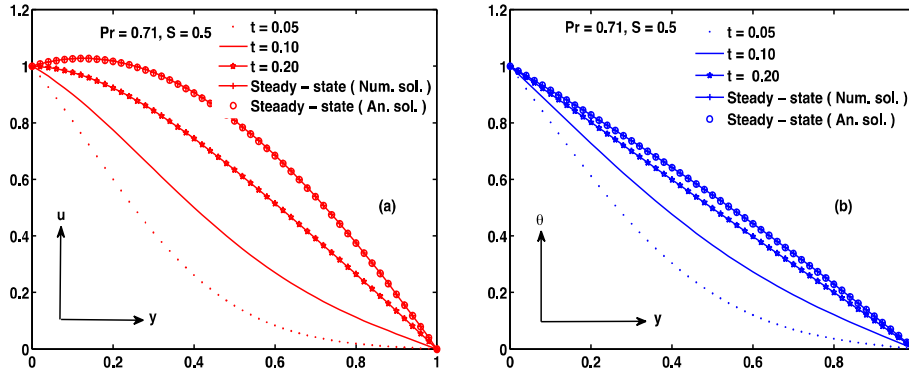 Pr = 0.71, S = 0.5
t = 0.05
t = 0.10
t = 0.20
Steady – state ( Num. sol. )
Steaady – state ( An. sol. )
(a)
u
y
1.2
1
0.8
0.6
0.4
0.2
0
0
0.2
0.4
0.6
0.8
1
Pr = 0.71, S = 0.5
t = 0.05
t = 0.10
t = 0.20
Steady – state ( Num. sol. )
Steady – state ( An. sol. )
(b)
θ
y
1.2
1
0.8
0.6
0.4
0.2
0
0
0.2
0.4
0.6
0.8